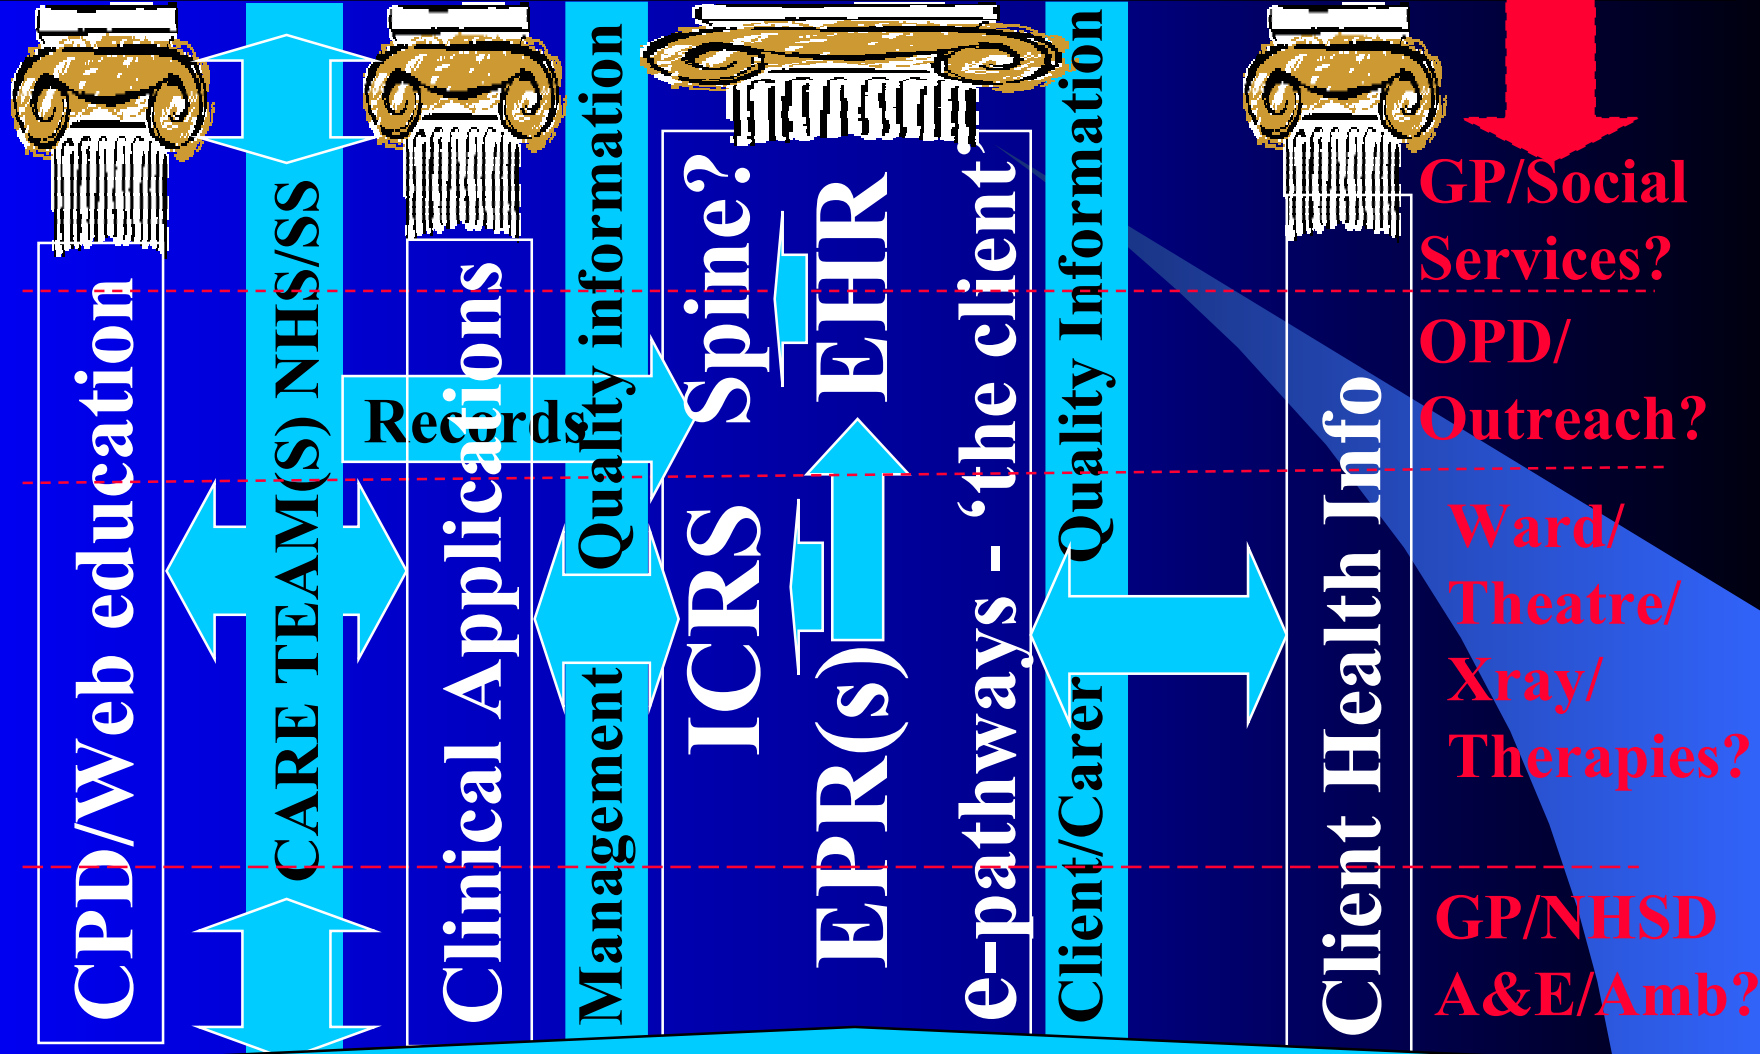 CPD/Web education
CARE TEAM(S) NHS/SS
Clinical Applications
Records
Quality information
Management
ICRS Spine?
EPR(s)
EHR
e-pathways - ‘the client’
Quality Information
Client/Carer
Client Health Info
GP/Social
Services?
OPD/
Outreach?
Ward/
Theatre/
Xray/
Therapies?
GP/NHSD
A&E/Amb?